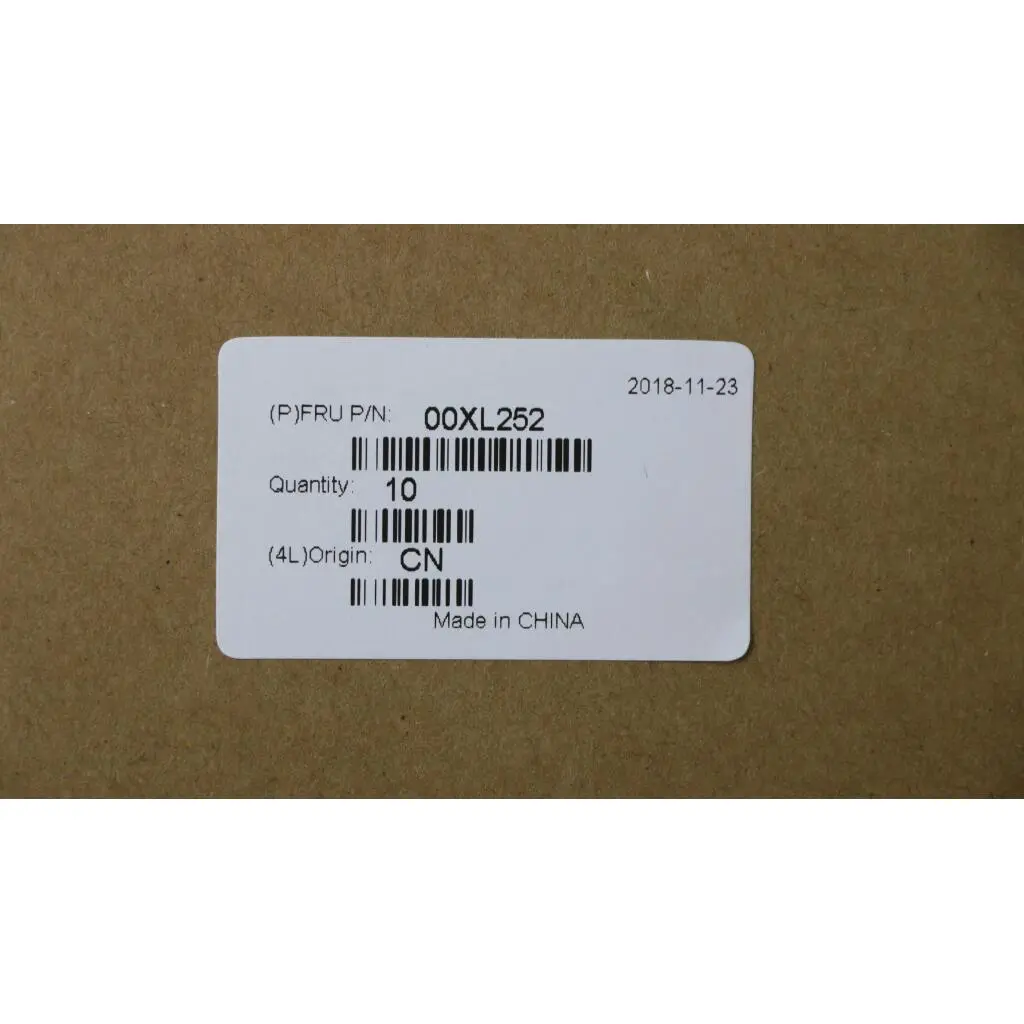 2018-11-23
(P)FRU P/N: 00XL252
Quantity: 10
(4L)Origin: CN
Made in CHINA